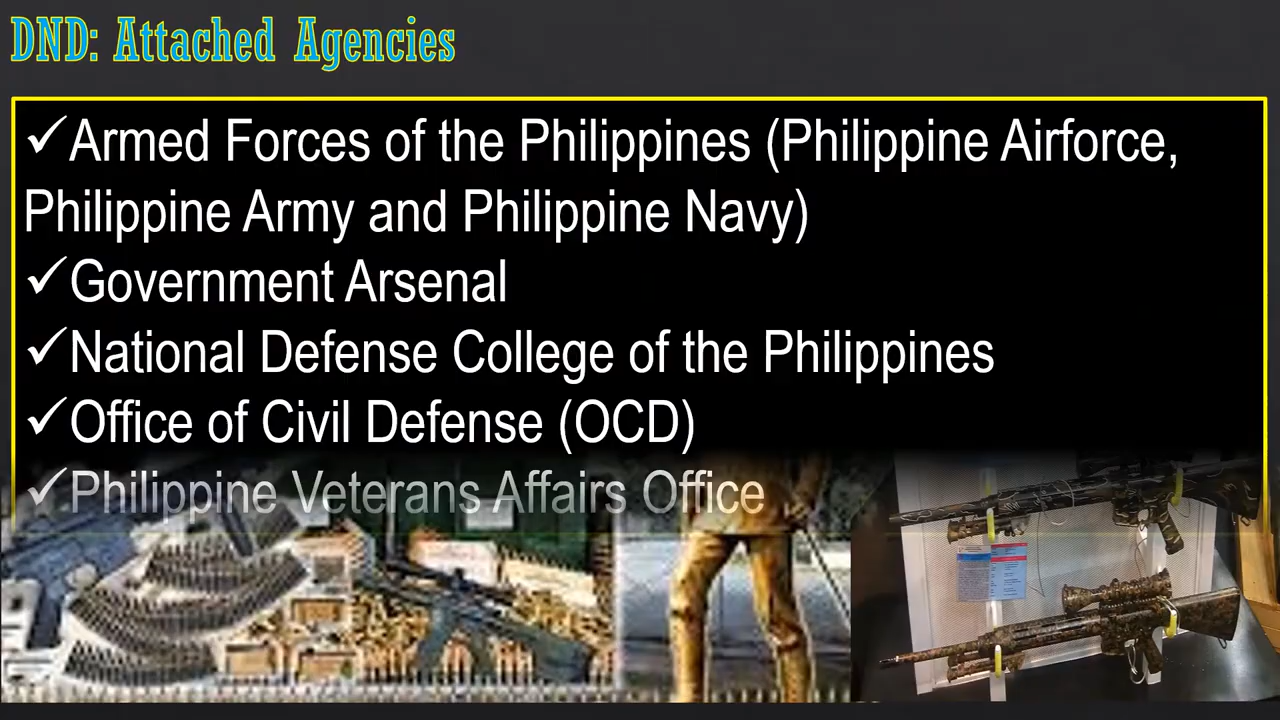 DND: Attached Agencies
✓Armed Forces of the Philippines (Philippine Airforce,
Philippine Army and Philippine Navy)
✓Government Arsenal
✓National Defense College of the Philippines
✓Office of Civil Defense (OCD)
✓Philippine Veterans Affairs Office